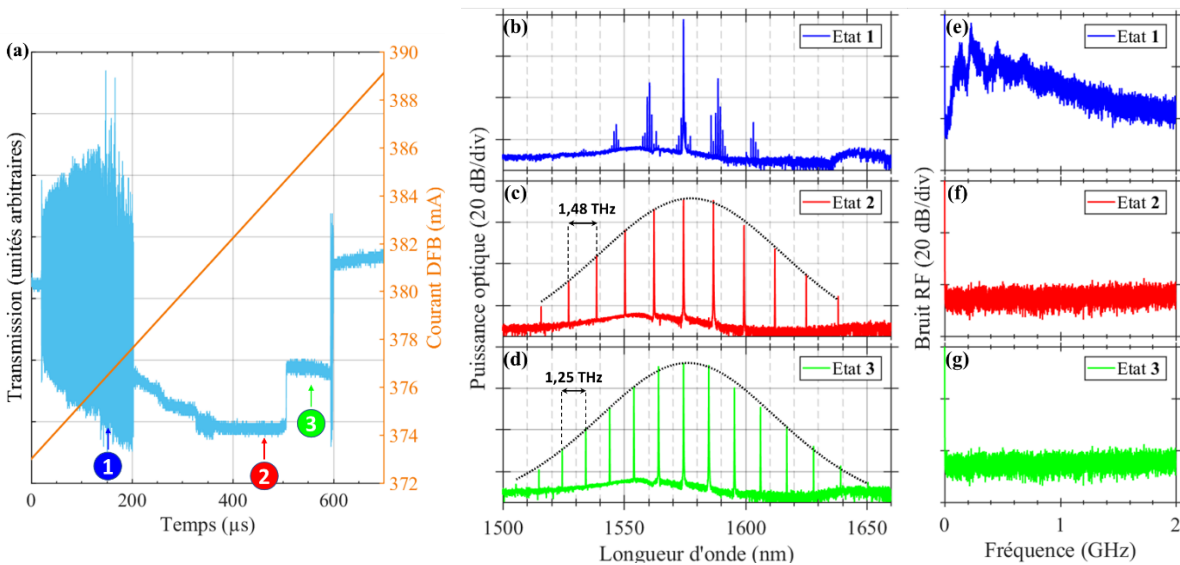 (a)
Transmission (unités arbitraires)
Temps (µs)
0
200
400
600
Courant DFB (mA)
390
388
386
384
382
380
378
376
374
372
1
2
3
(b)
Etat 1
(c)
Etat 2
1,48 THz
(d)
Etat 3
1,25 THz
Puissance optique (20 dB/div)
1500
1550
1600
1650
Longueur d'onde (nm)
(e)
Etat 1
(f)
Etat 2
(g)
Etat 3
Bruit RF (20 dB/div)
0
1
2
Fréquence (GHz)